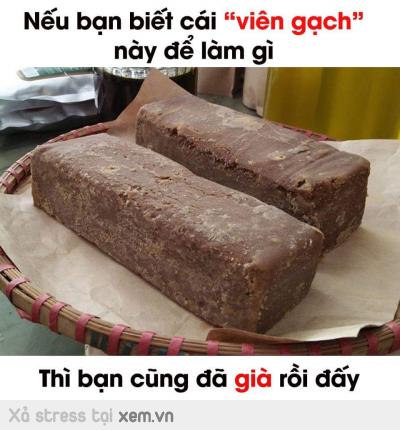 Nếu bạn biết cái “viên gạch”
này để làm gì
Thì bạn cũng đã già rồi đấy
Xả stress tại xem.vn